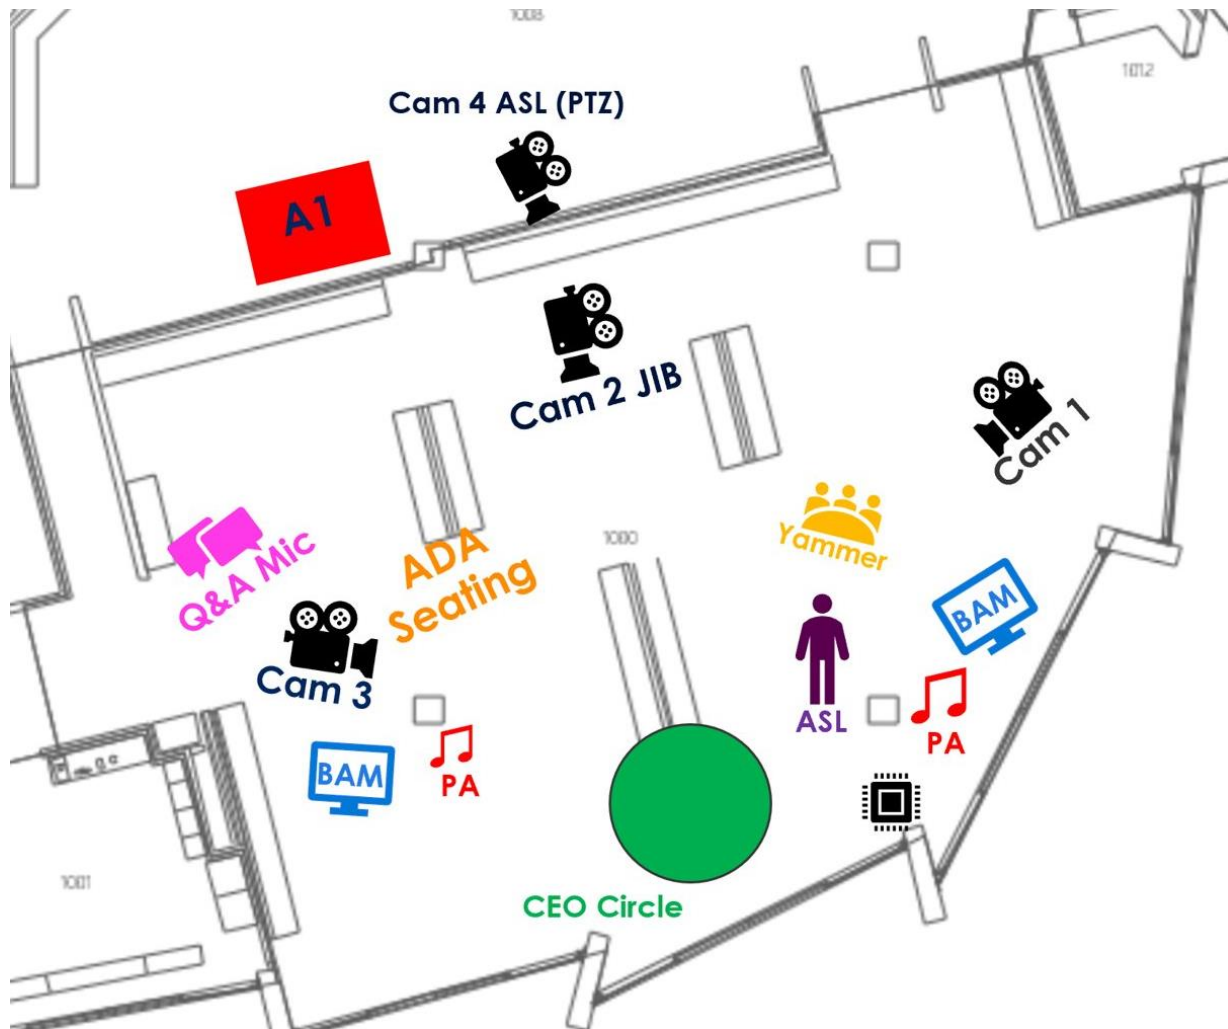 1008
Cam 4 ASL (PTZ)
1012
A1
Cam 2 JIB
Cam 1
Q&A Mic
ADA
Seating
1000
Yammer
BAM
Cam 3
ASL
PA
BAM
PA
1001
CEO Circle